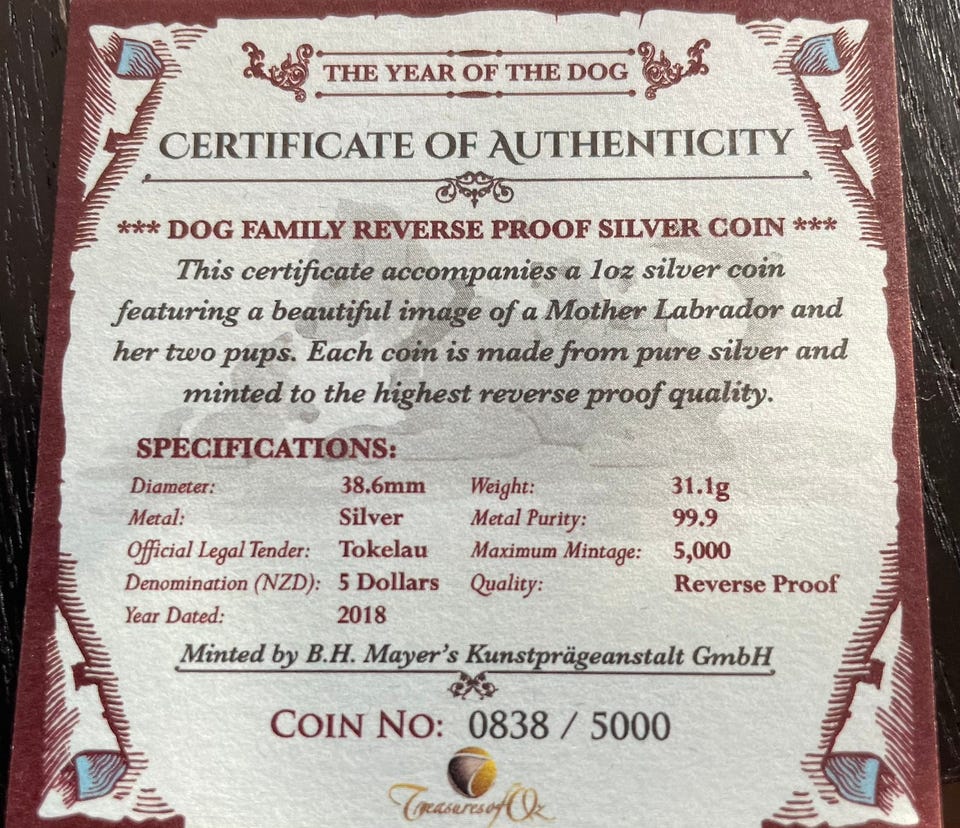 THE YEAR OF THE DOG
CERTIFICATE OF AUTHENTICITY
*** DOG FAMILY REVERSE PROOF SILVER COIN ***
This certificate accompanies a 1oz silver coin
featuring a beautiful image of a Mother Labrador and
her two pups. Each coin is made from pure silver and
minted to the highest reverse proof quality.
SPECIFICATIONS:
Diameter: 38.6mm Weight: 31.1g
Metal: Silver Metal Purity: 99.9
Official Legal Tender: Tokelau Maximum Mintage: 5,000
Denomination (NZD): 5 Dollars Quality: Reverse Proof
Year Dated: 2018
Minted by B.H. Mayer's Kunstprägeanstalt GmbH
COIN NO: 0838 / 5000
Treasures of Oz